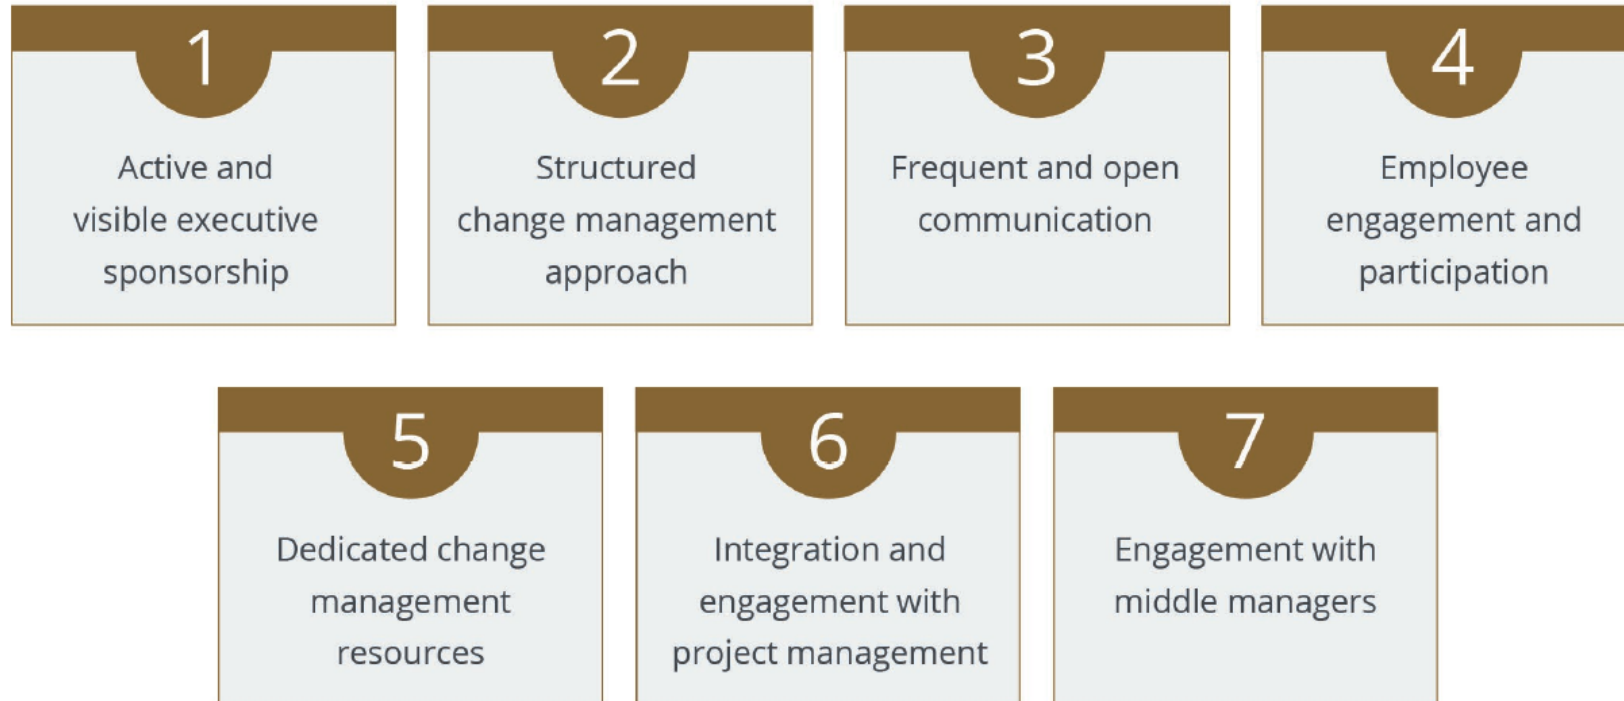 1
Active and
visible executive
sponsorship
2
Structured
change management
approach
3
Frequent and open
communication
4
Employee
engagement and
participation
5
Dedicated change
management
resources
6
Integration and
engagement with
project management
7
Engagement with
middle managers